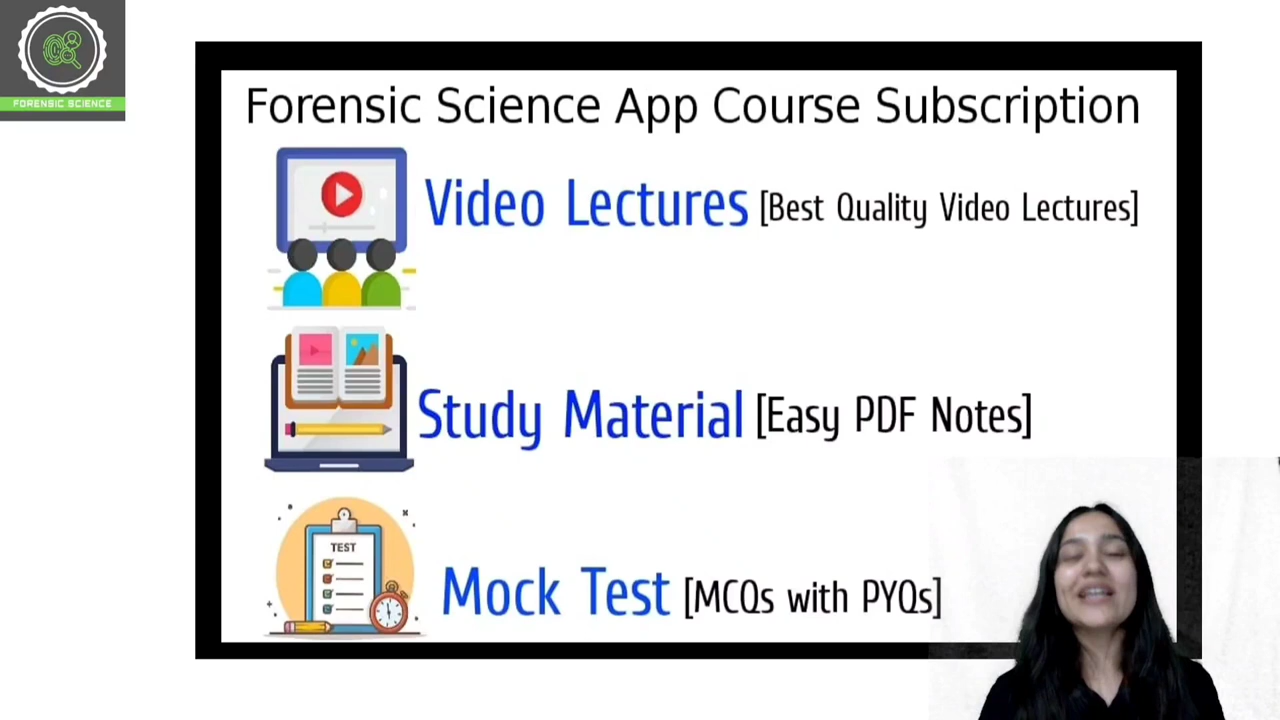 FORENSIC SCIENCE
Forensic Science App Course Subscription
Video Lectures [Best Quality Video Lectures]
Study Material [Easy PDF Notes]
TEST
Mock Test [MCQs with PYQs]